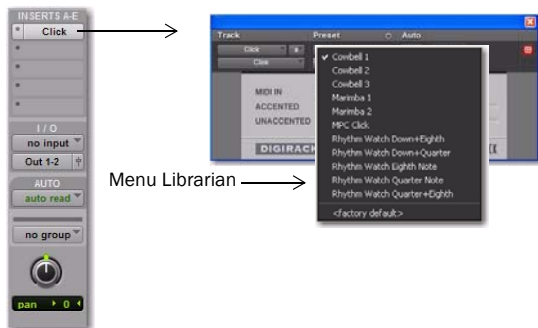 INSERTS A-E
Click
I / O
no input
Out 1-2
AUTO
auto read
no group
pan 0
Track Preset Auto
Click a
Click
MIDI IN
ACCENTED
UNACCENTED
DIGIRACK
Menu Librarian
Cowbell 1
Cowbell 2
Cowbell 3
Marimba 1
Marimba 2
MPC Click
Rhythm Watch Down+Eighth
Rhythm Watch Down+Quarter
Rhythm Watch Eighth Note
Rhythm Watch Quarter Note
Rhythm Watch Quarter+Eighth
<factory default>